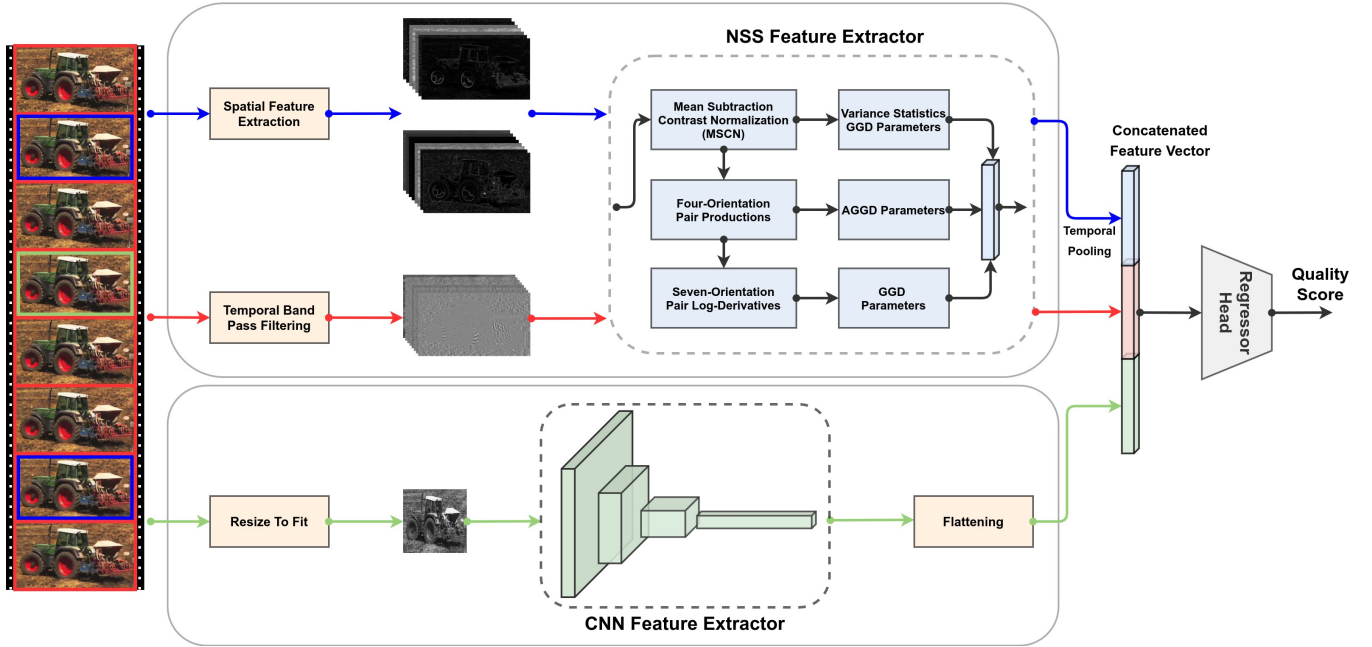 NSS Feature Extractor
Spatial Feature
Extraction
Mean Subtraction
Contrast Normalization
(MSCN)
Variance Statistics
GGD Parameters
Four-Orientation
Pair Productions
AGGD Parameters
Seven-Orientation
Pair Log-Derivatives
GGD
Parameters
Temporal Band
Pass Filtering
Concatenated
Feature Vector
Temporal
Pooling
Regressor
Head
Quality
Score
Resize To Fit
Flattening
CNN Feature Extractor